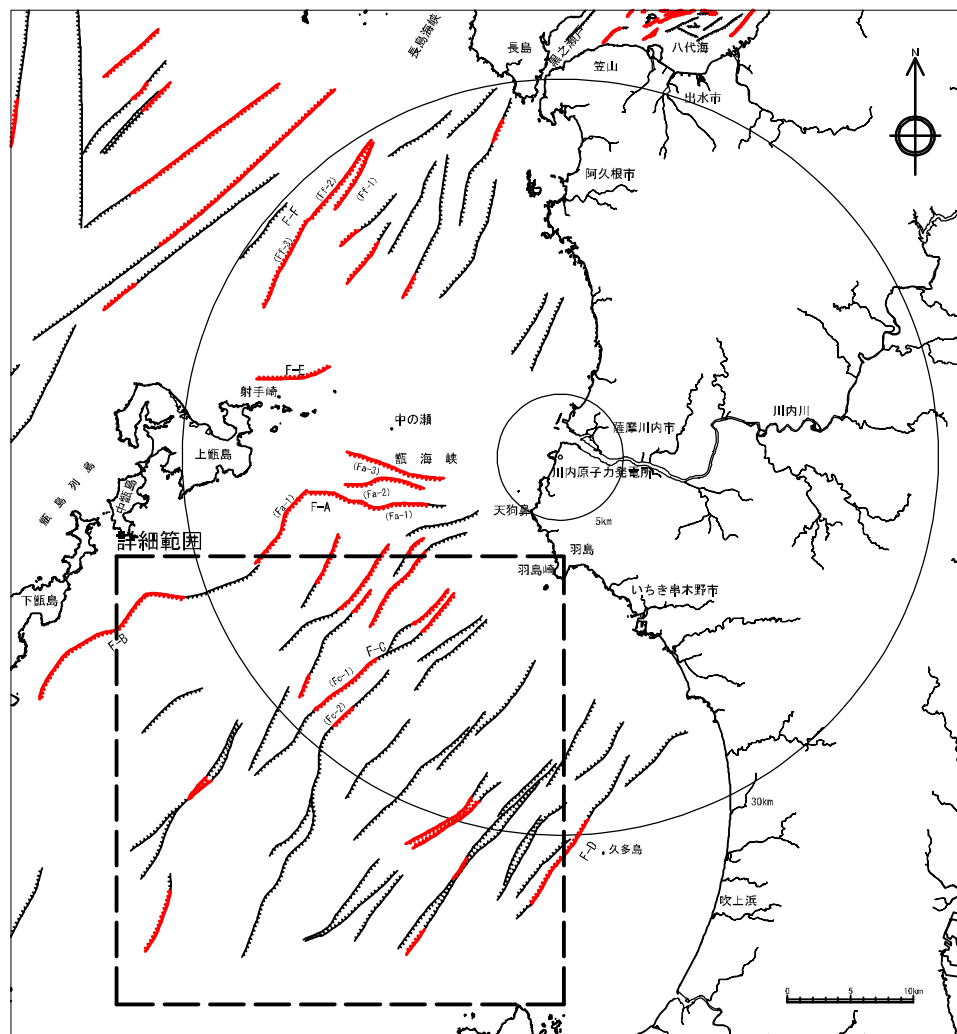 長島海峡
長島
黒之瀬戸
八代海
笠山
出水市
N
阿久根市
(Ff-2)
(Ff-1)
F-F
(Ff-3)
F-E
射手崎
中の瀬
薩摩川内市
川内川
上甑島
甑海峡
(Fa-3)
川内原子力発電所
甑島列島
中甑島
(Fa-2)
(Fa-1)
F-A
(Fa-1)
天狗鼻
5km
詳細範囲
羽島
羽島崎
下甑島
いちき串木野市
F-B
F-C
(Fc-1)
(Fc-2)
30km
F-D
久多島
吹上浜
0 5 10km